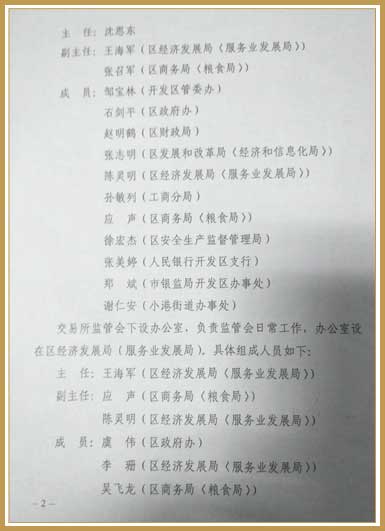 主　任：沈恩东
副主任：王海军（区经济发展局〈服务业发展局〉）
张召军（区商务局〈粮食局〉）
成　员：邹宝林（开发区管委办）
石剑平（区政府办）
赵明鹤（区财政局）
张志明（区发展和改革局〈经济和信息化局〉）
陈灵明（区经济发展局〈服务业发展局〉）
孙敏列（工商分局）
应　声（区商务局〈粮食局〉）
徐宏杰（区安全生产监督管理局）
张美婷（人民银行开发区支行）
郑　斌（市银监局开发区办事处）
谢仁安（小港街道办事处）
交易所监管会下设办公室，负责监管会日常工作，办公室设
在区经济发展局（服务业发展局），具体组成人员如下：
主　任：王海军（区经济发展局〈服务业发展局〉）
副主任：应　声（区商务局〈粮食局〉）
陈灵明（区经济发展局〈服务业发展局〉）
成　员：虞　伟（区政府办）
李　珊（区经济发展局〈服务业发展局〉）
吴飞龙（区商务局〈粮食局〉）
－2－